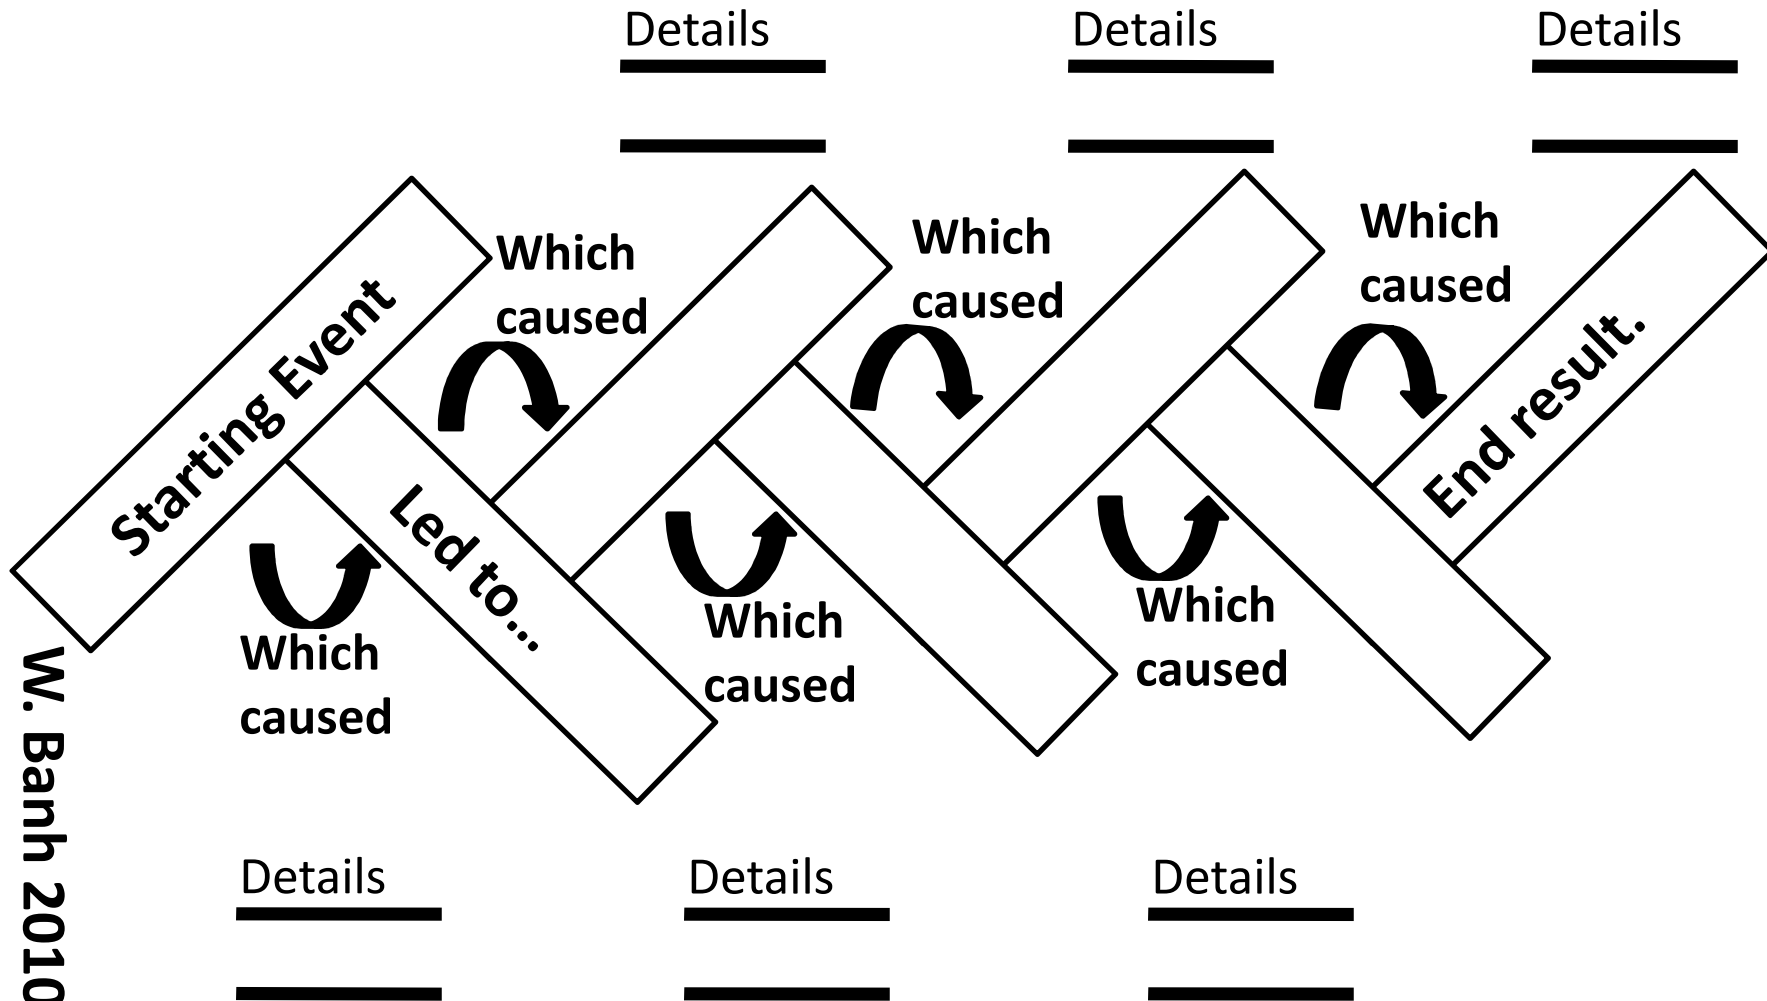 Details
Details
Details
Which
caused
Which
caused
Which
caused
Starting Event
Led to...
End result.
Which
caused
Which
caused
Which
caused
W. Banh 2010
Details
Details
Details